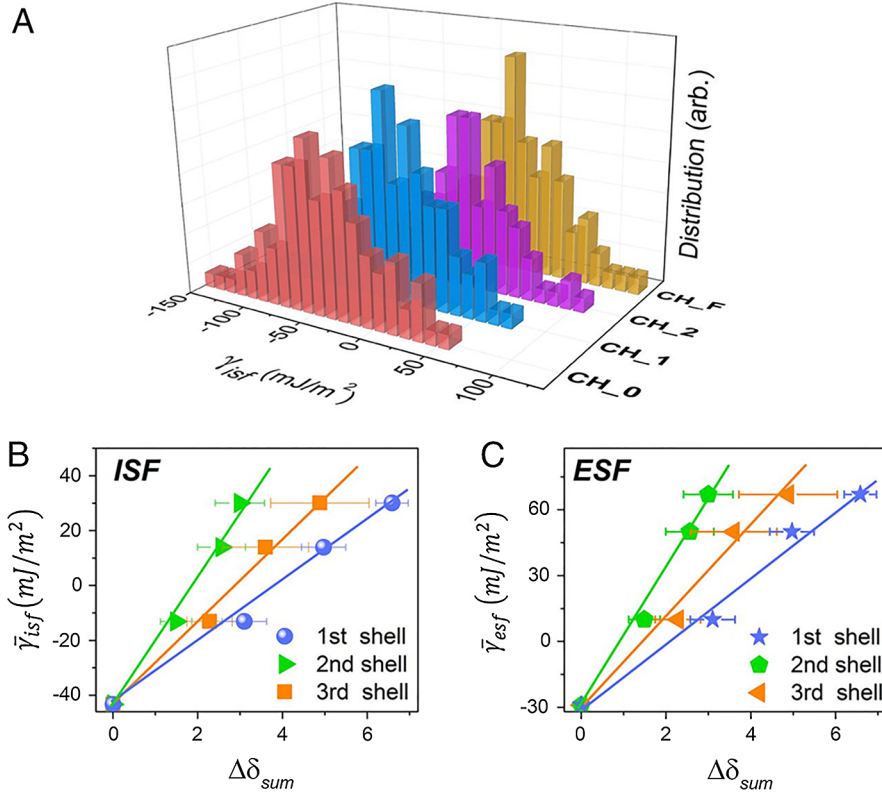 A
Distribution (arb.)
-150
-100
-50
0
50
100
γisf (mJ/m²)
CH_F
CH_2
CH_1
CH_0
B
ISF
40
20
0
-20
-40
γ̄isf (mJ/m²)
1st shell
2nd shell
3rd shell
0 2 4 6
Δδsum
C
ESF
60
30
0
-30
γ̄esf (mJ/m²)
1st shell
2nd shell
3rd shell
0 2 4 6
Δδsum